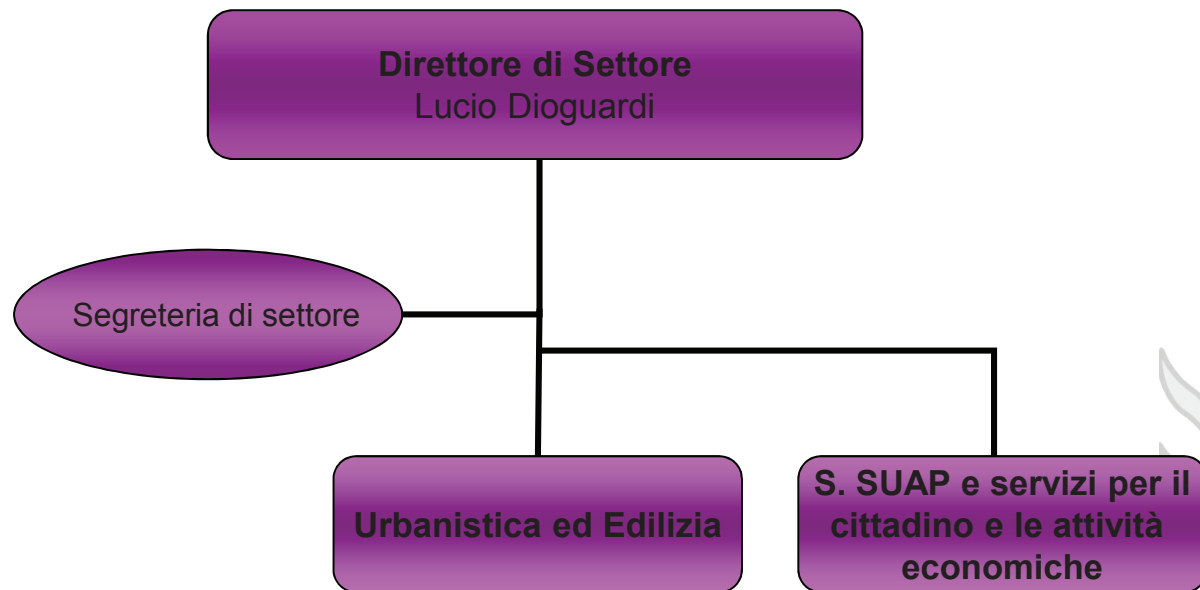 Direttore di Settore
Lucio Dioguardi
Segreteria di settore
Urbanistica ed Edilizia
S. SUAP e servizi per il
cittadino e le attività
economiche